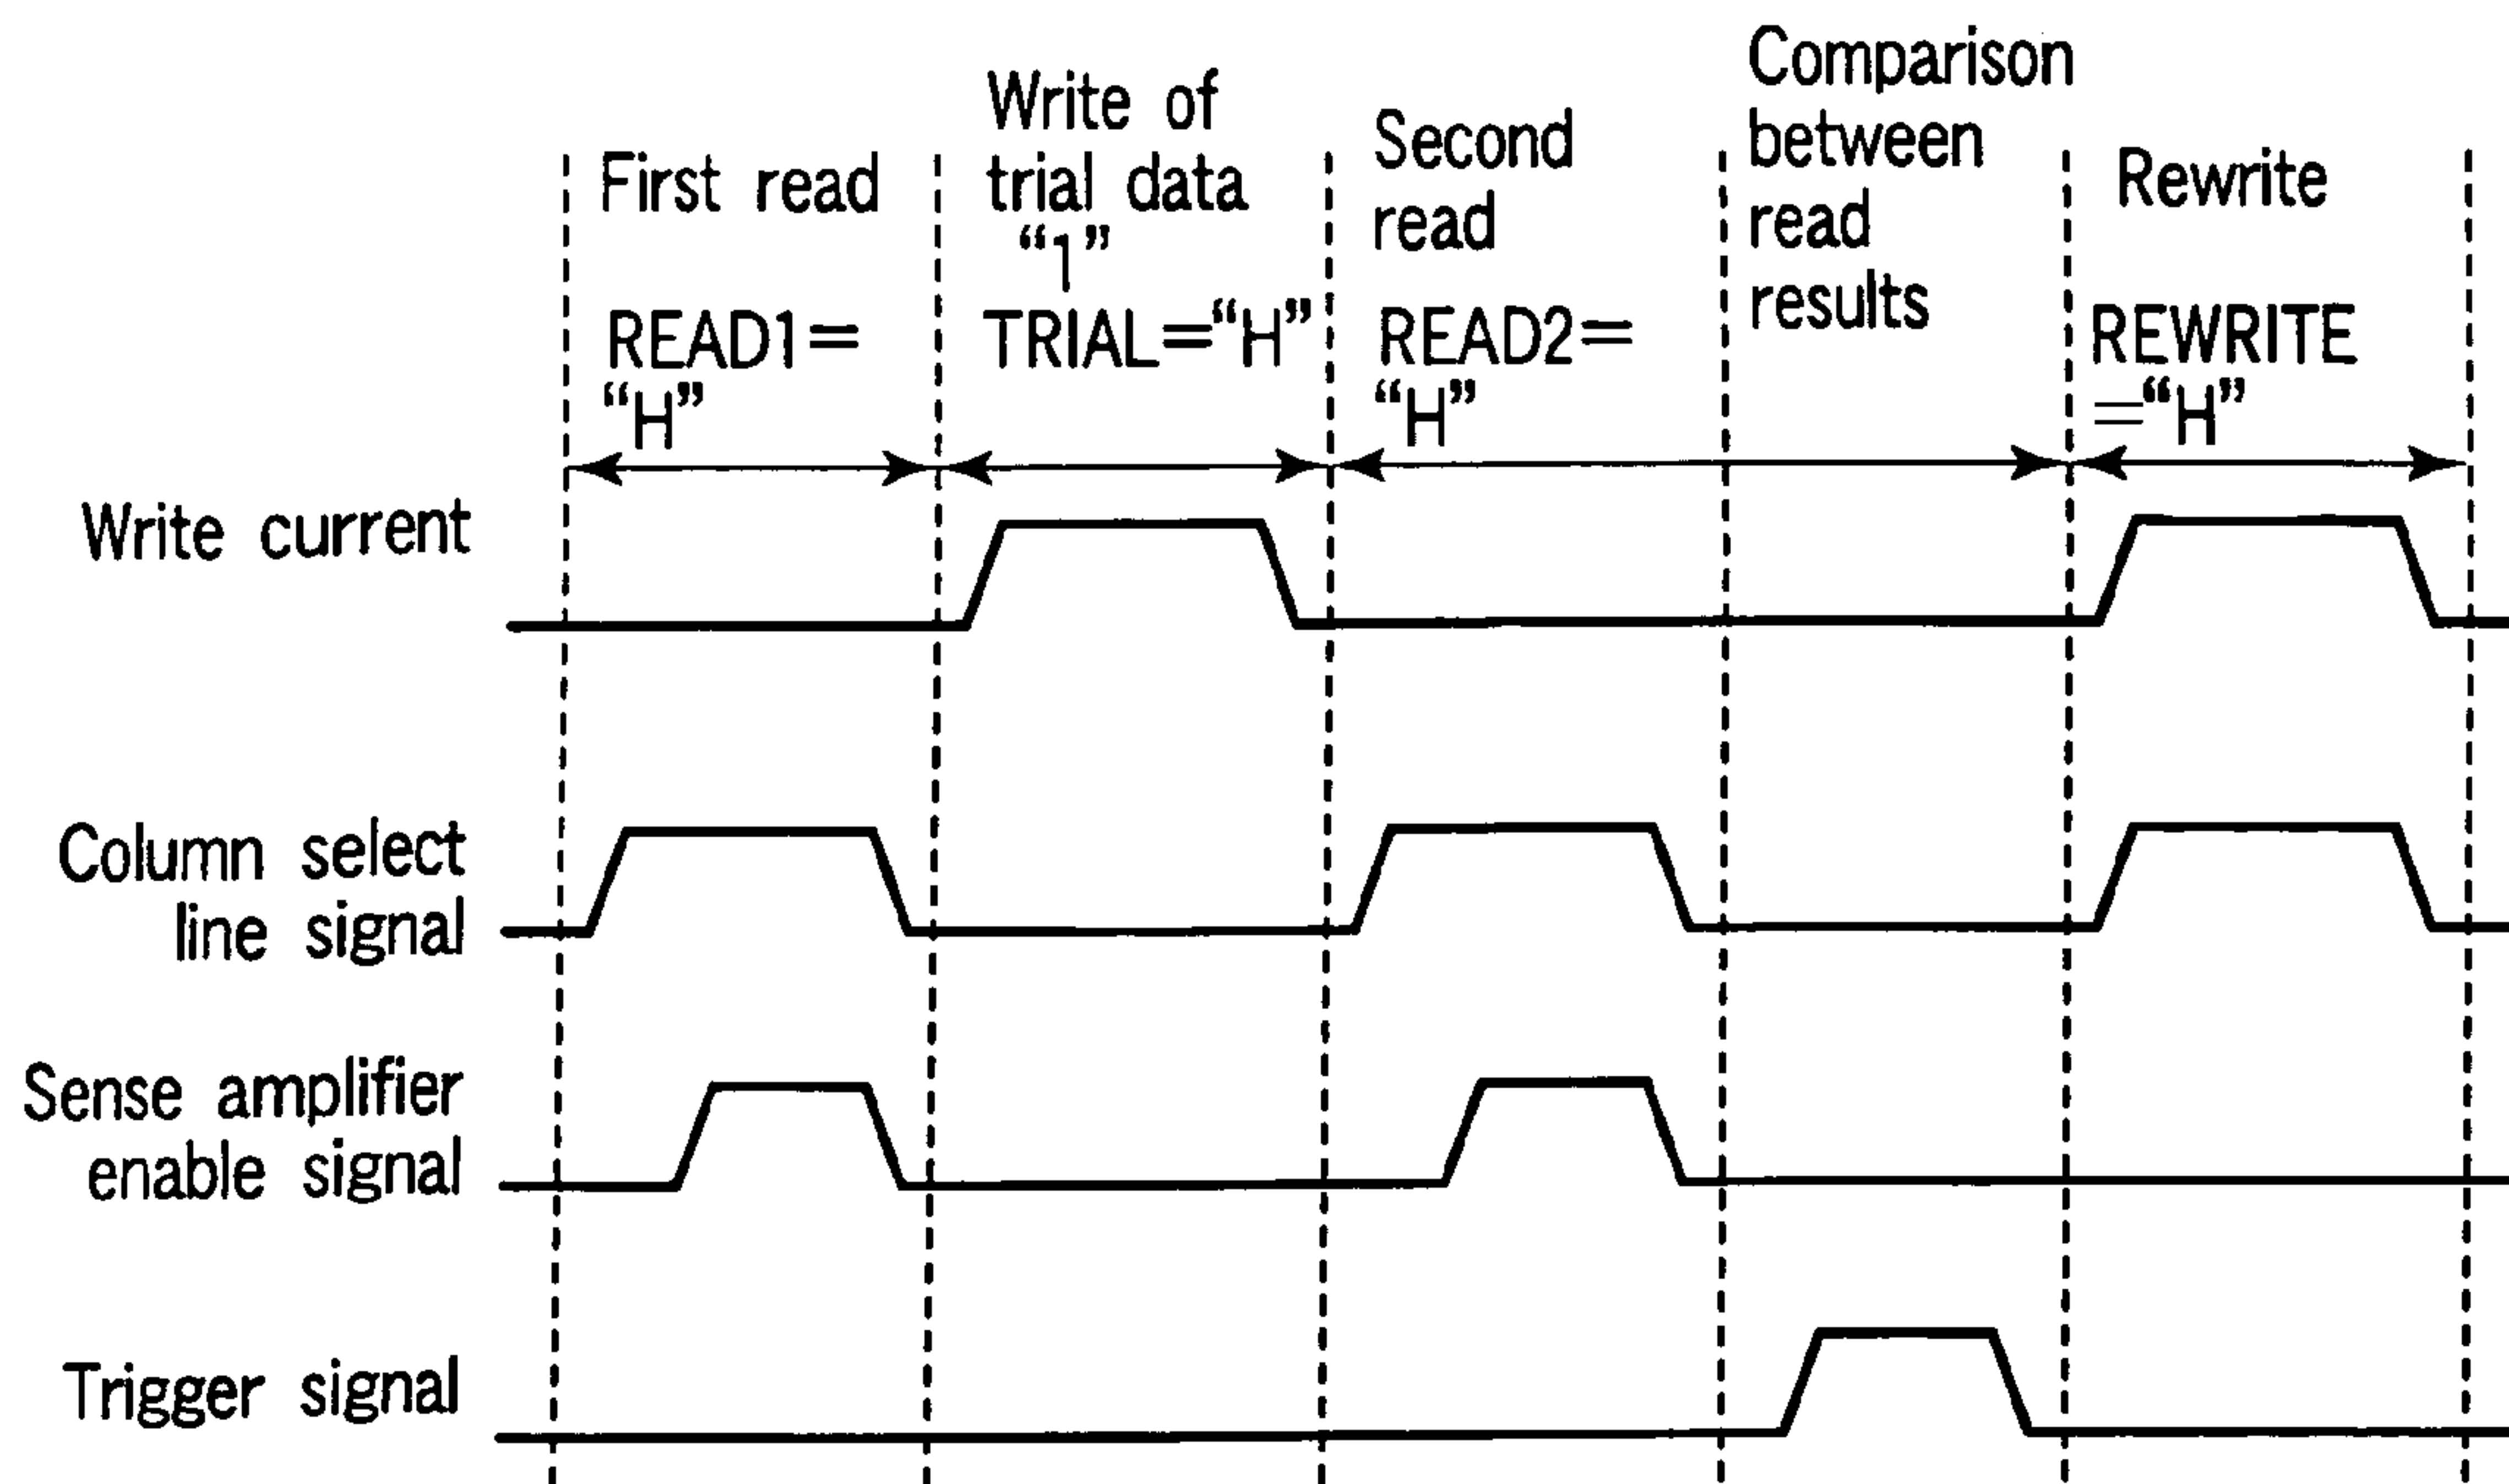 First read
READ1=
“H”
Write of
trial data
“1”
TRIAL=“H”
Second
read
READ2=
“H”
Comparison
between
read
results
Rewrite
REWRITE
=“H”
Write current
Column select
line signal
Sense amplifier
enable signal
Trigger signal